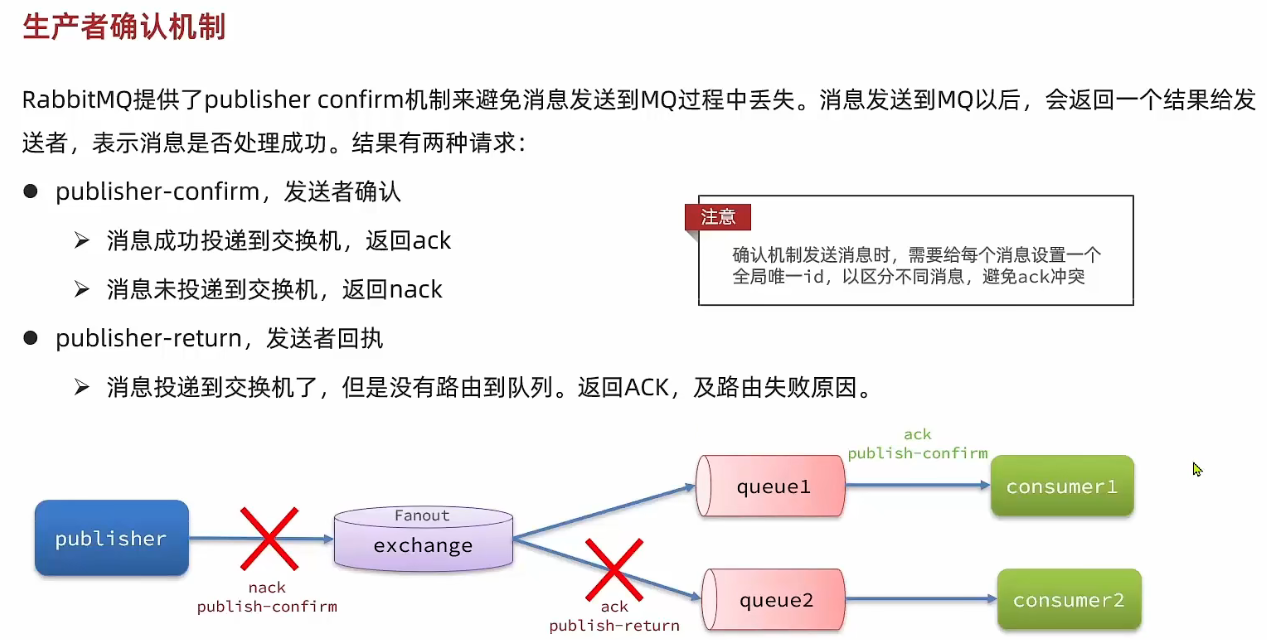 生产者确认机制
RabbitMQ提供了publisher confirm机制来避免消息发送到MQ过程中丢失。消息发送到MQ以后，会返回一个结果给发
送者，表示消息是否处理成功。结果有两种请求：
● publisher-confirm，发送者确认
➢ 消息成功投递到交换机，返回ack
➢ 消息未投递到交换机，返回nack
注意
确认机制发送消息时，需要给每个消息设置一个
全局唯一id，以区分不同消息，避免ack冲突
● publisher-return，发送者回执
➢ 消息投递到交换机了，但是没有路由到队列。返回ACK，及路由失败原因。
publisher
nack
publish-confirm
Fanout
exchange
ack
publish-return
queue1
ack
publish-confirm
consumer1
queue2
consumer2